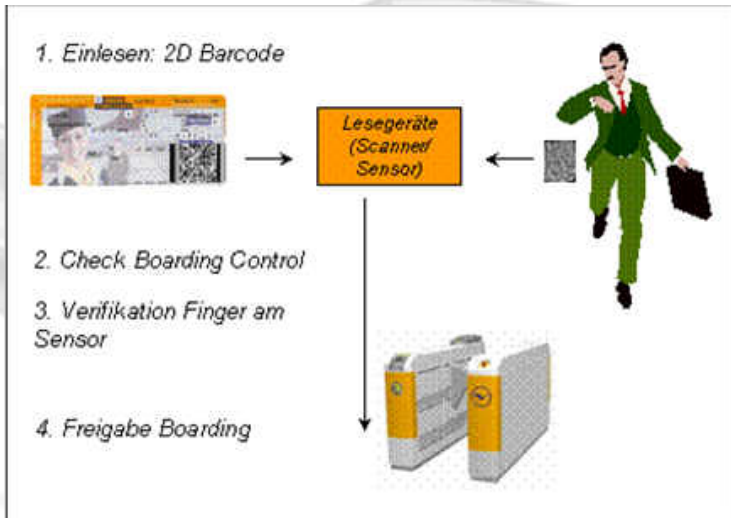 1. Einlesen: 2D Barcode
Lesegeräte
(Scanner/
Sensor)
2. Check Boarding Control
3. Verifikation Finger am
Sensor
4. Freigabe Boarding